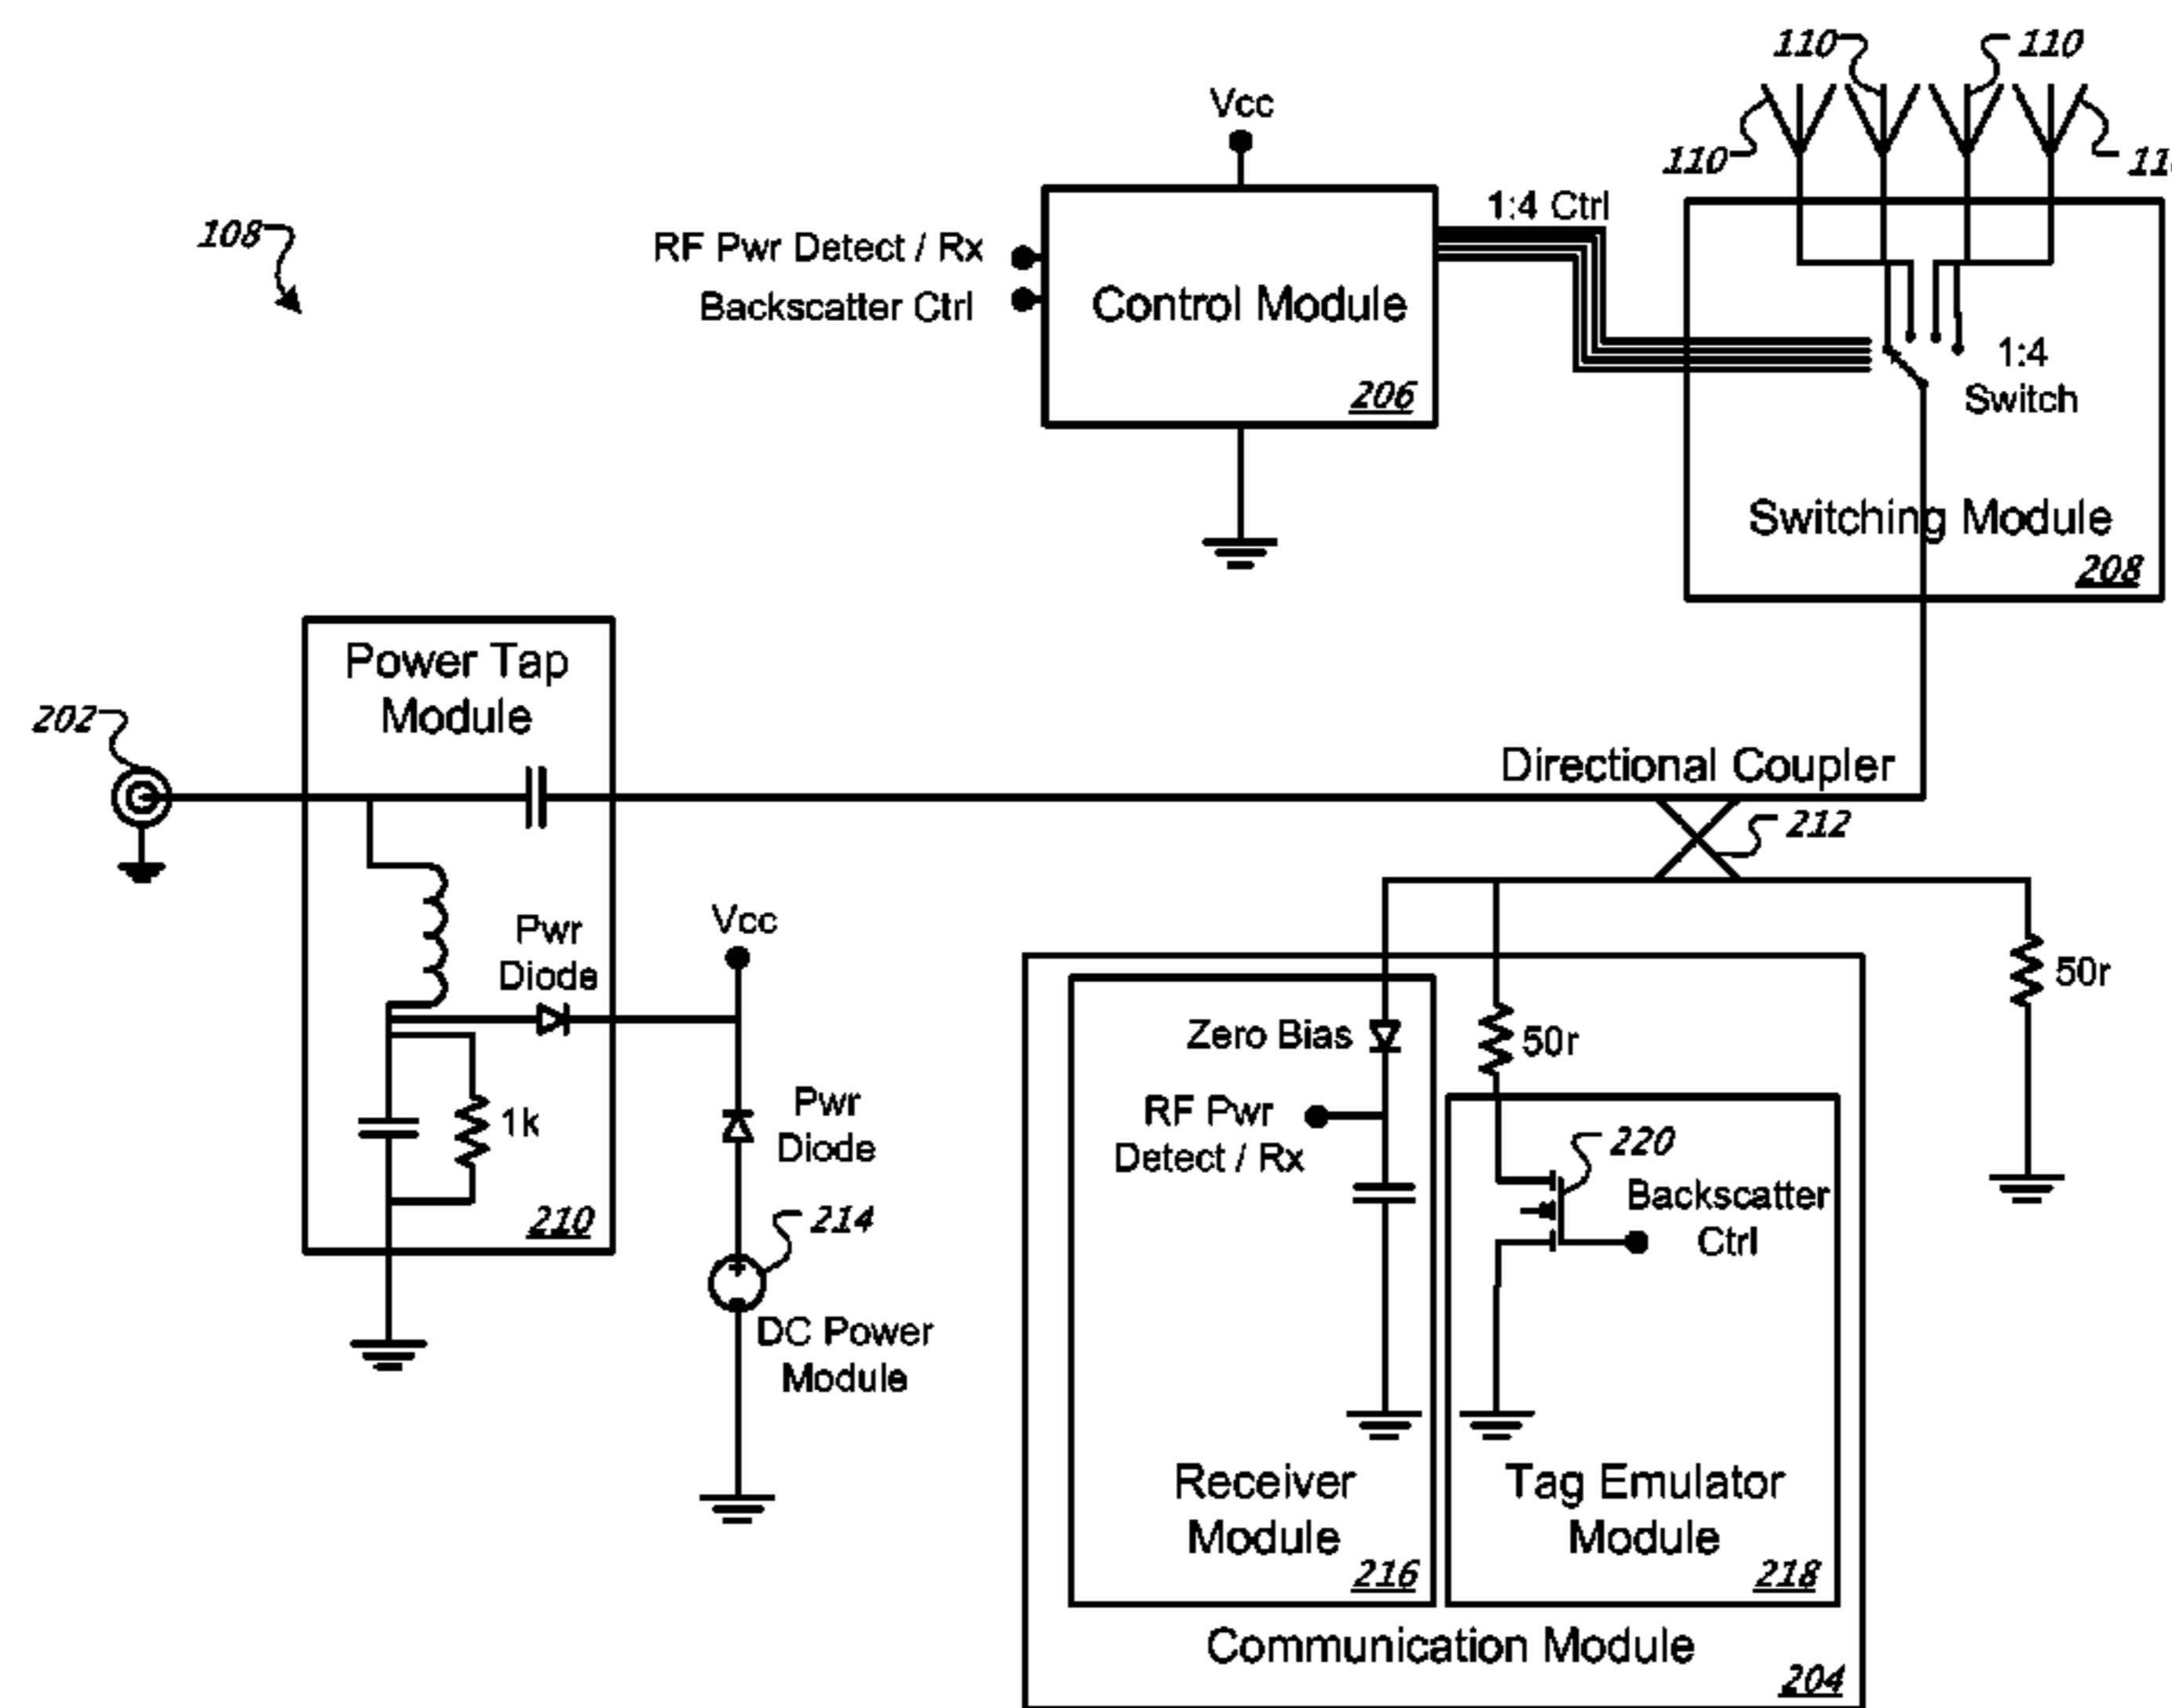 110
110
Vcc
110
1:4 Ctrl
108
RF Pwr Detect / Rx
Backscatter Ctrl
Control Module
206
1:4
Switch
Switching Module
208
Power Tap
Module
202
Directional Coupler
212
Pwr
Diode
Vcc
50r
Zero Bias
50r
1k
Pwr
Diode
RF Pwr
Detect / Rx
220
Backscatter
Ctrl
210
214
+
DC Power
Module
Receiver
Module
216
Tag Emulator
Module
218
Communication Module
204